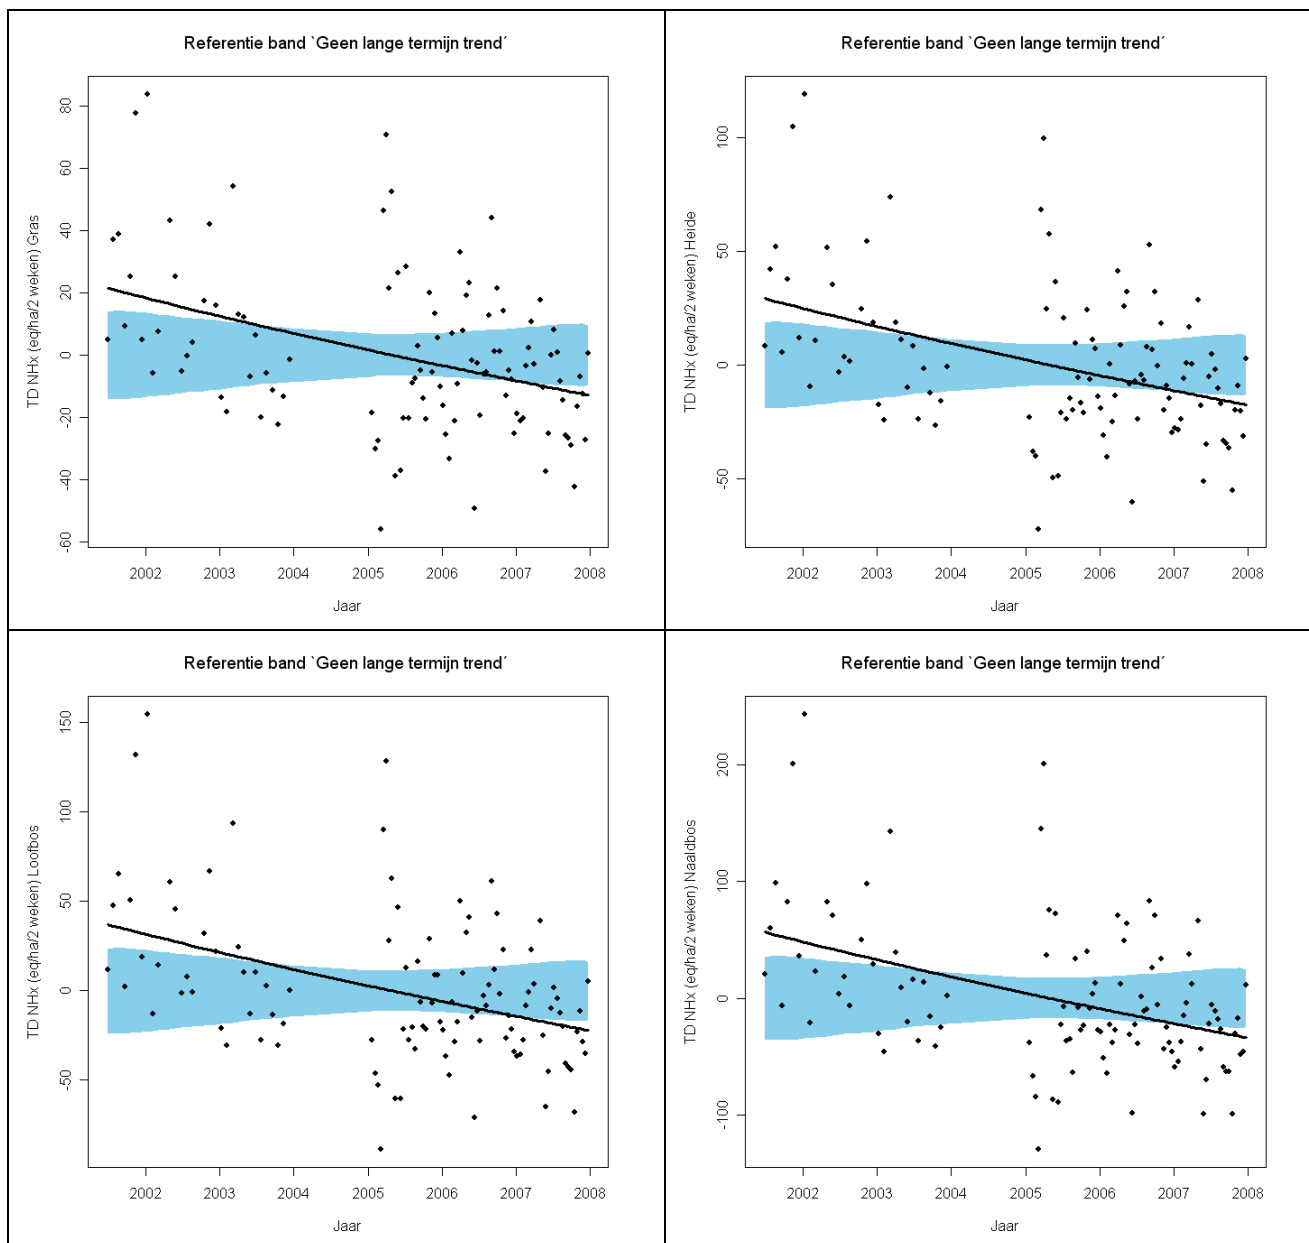 Referentie band `Geen lange termijn trend´
TD NHx (eq/ha/2 weken) Gras
80
60
40
20
0
-20
-40
-60
2002 2003 2004 2005 2006 2007 2008
Jaar
Referentie band `Geen lange termijn trend´
TD NHx (eq/ha/2 weken) Heide
100
50
0
-50
2002 2003 2004 2005 2006 2007 2008
Jaar
Referentie band `Geen lange termijn trend´
TD NHx (eq/ha/2 weken) Loofbos
150
100
50
0
-50
2002 2003 2004 2005 2006 2007 2008
Jaar
Referentie band `Geen lange termijn trend´
TD NHx (eq/ha/2 weken) Naaldbos
200
100
0
-100
2002 2003 2004 2005 2006 2007 2008
Jaar